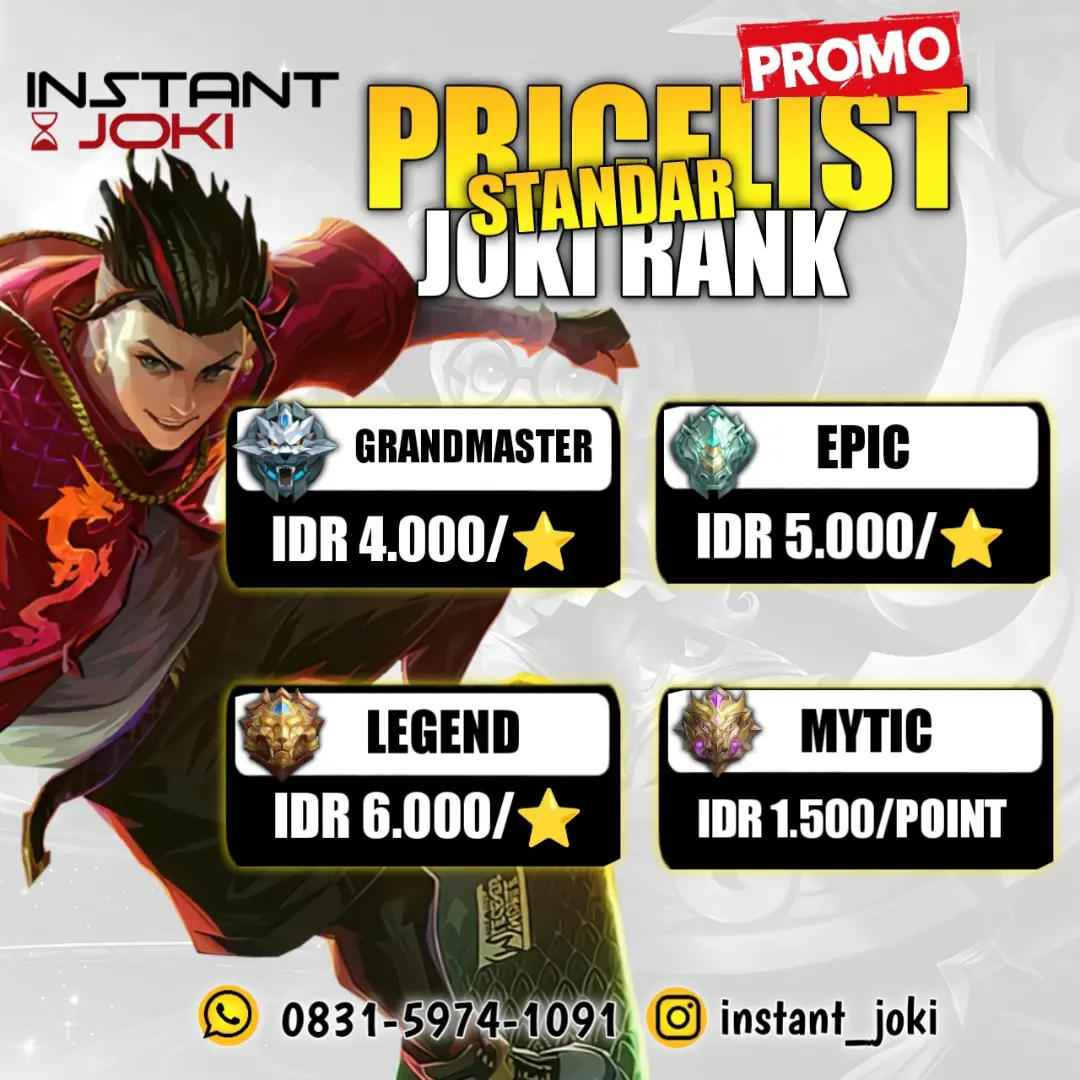 INSTANT
JOKI
PROMO
PRICELIST
STANDAR
JOKI RANK
GRANDMASTER
IDR 4.000/⭐
EPIC
IDR 5.000/⭐
LEGEND
IDR 6.000/⭐
MYTIC
IDR 1.500/POINT
0831-5974-1091
instant_joki